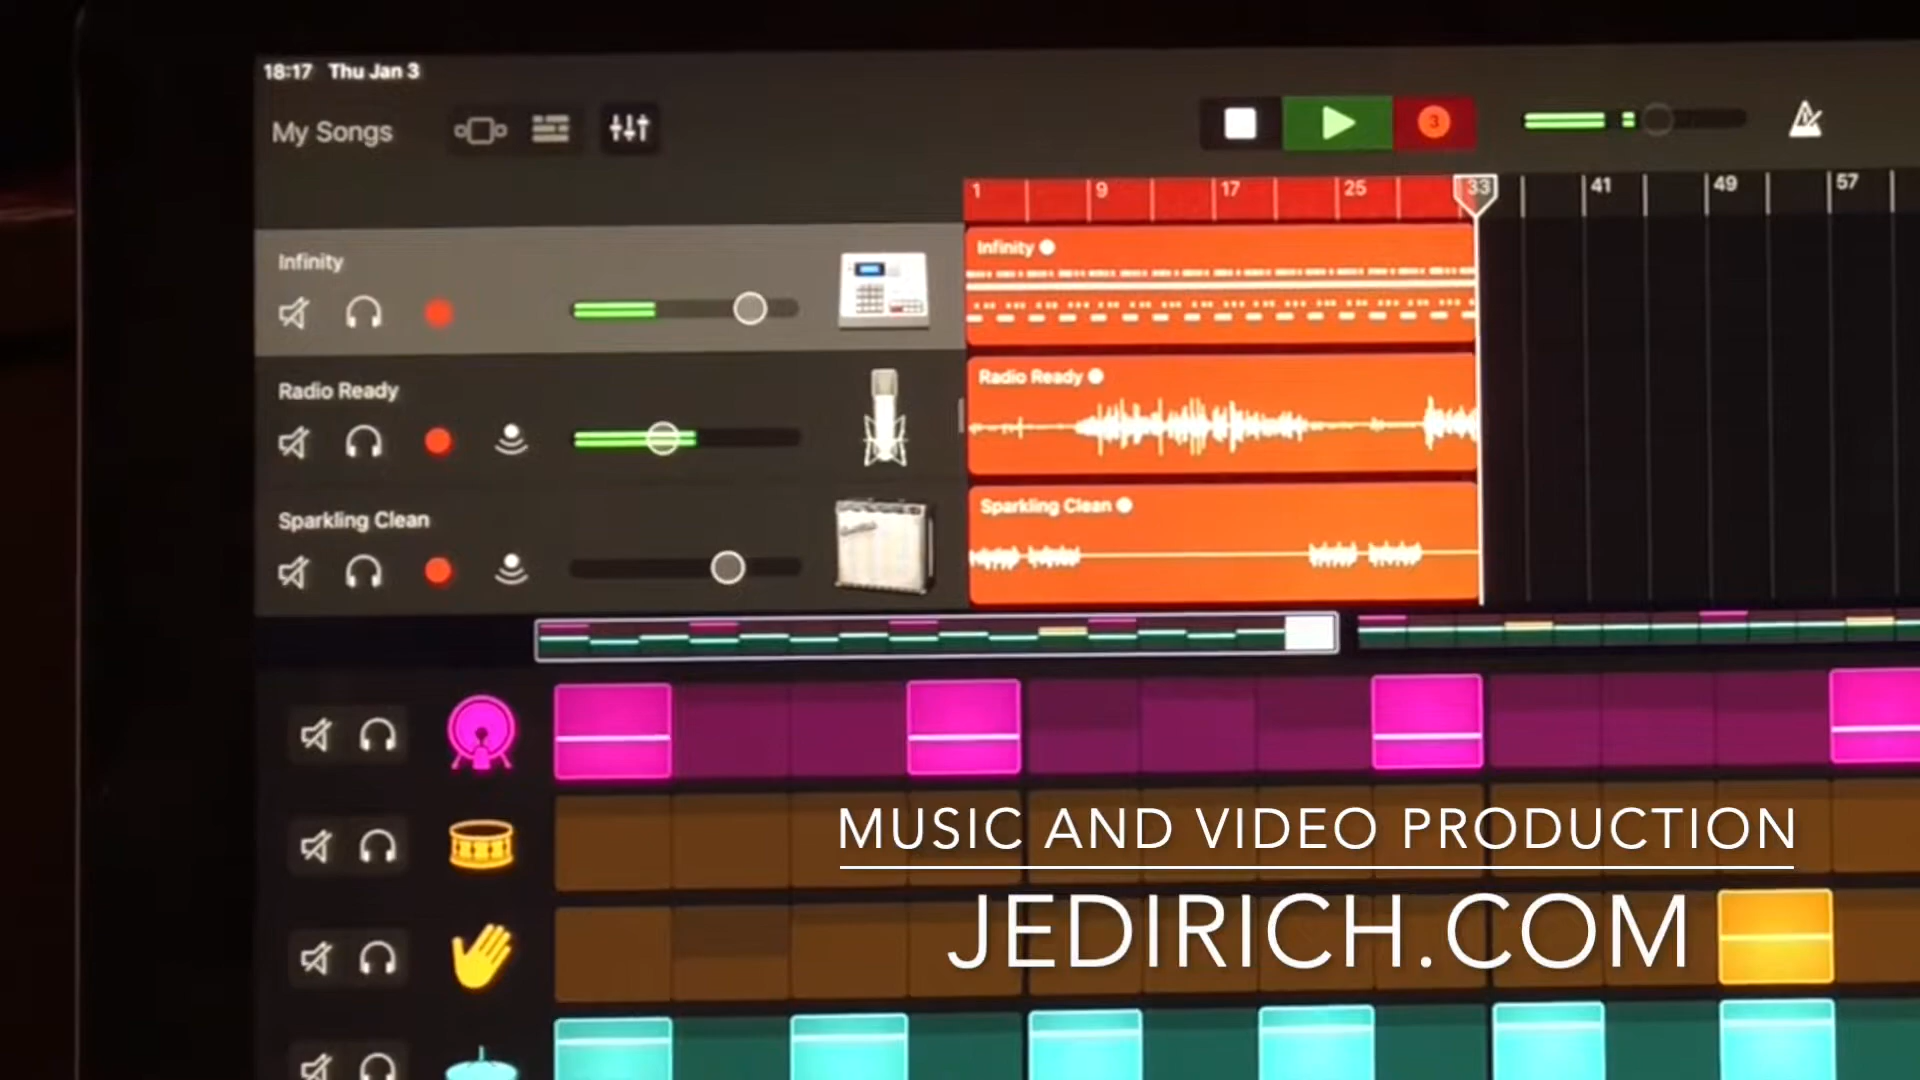 18:17 Thu Jan 3
My Songs
3
1 9 17 25 33 41 49 57
Infinity
Infinity
Radio Ready
Radio Ready
Sparkling Clean
Sparkling Clean
MUSIC AND VIDEO PRODUCTION
JEDIRICH.COM